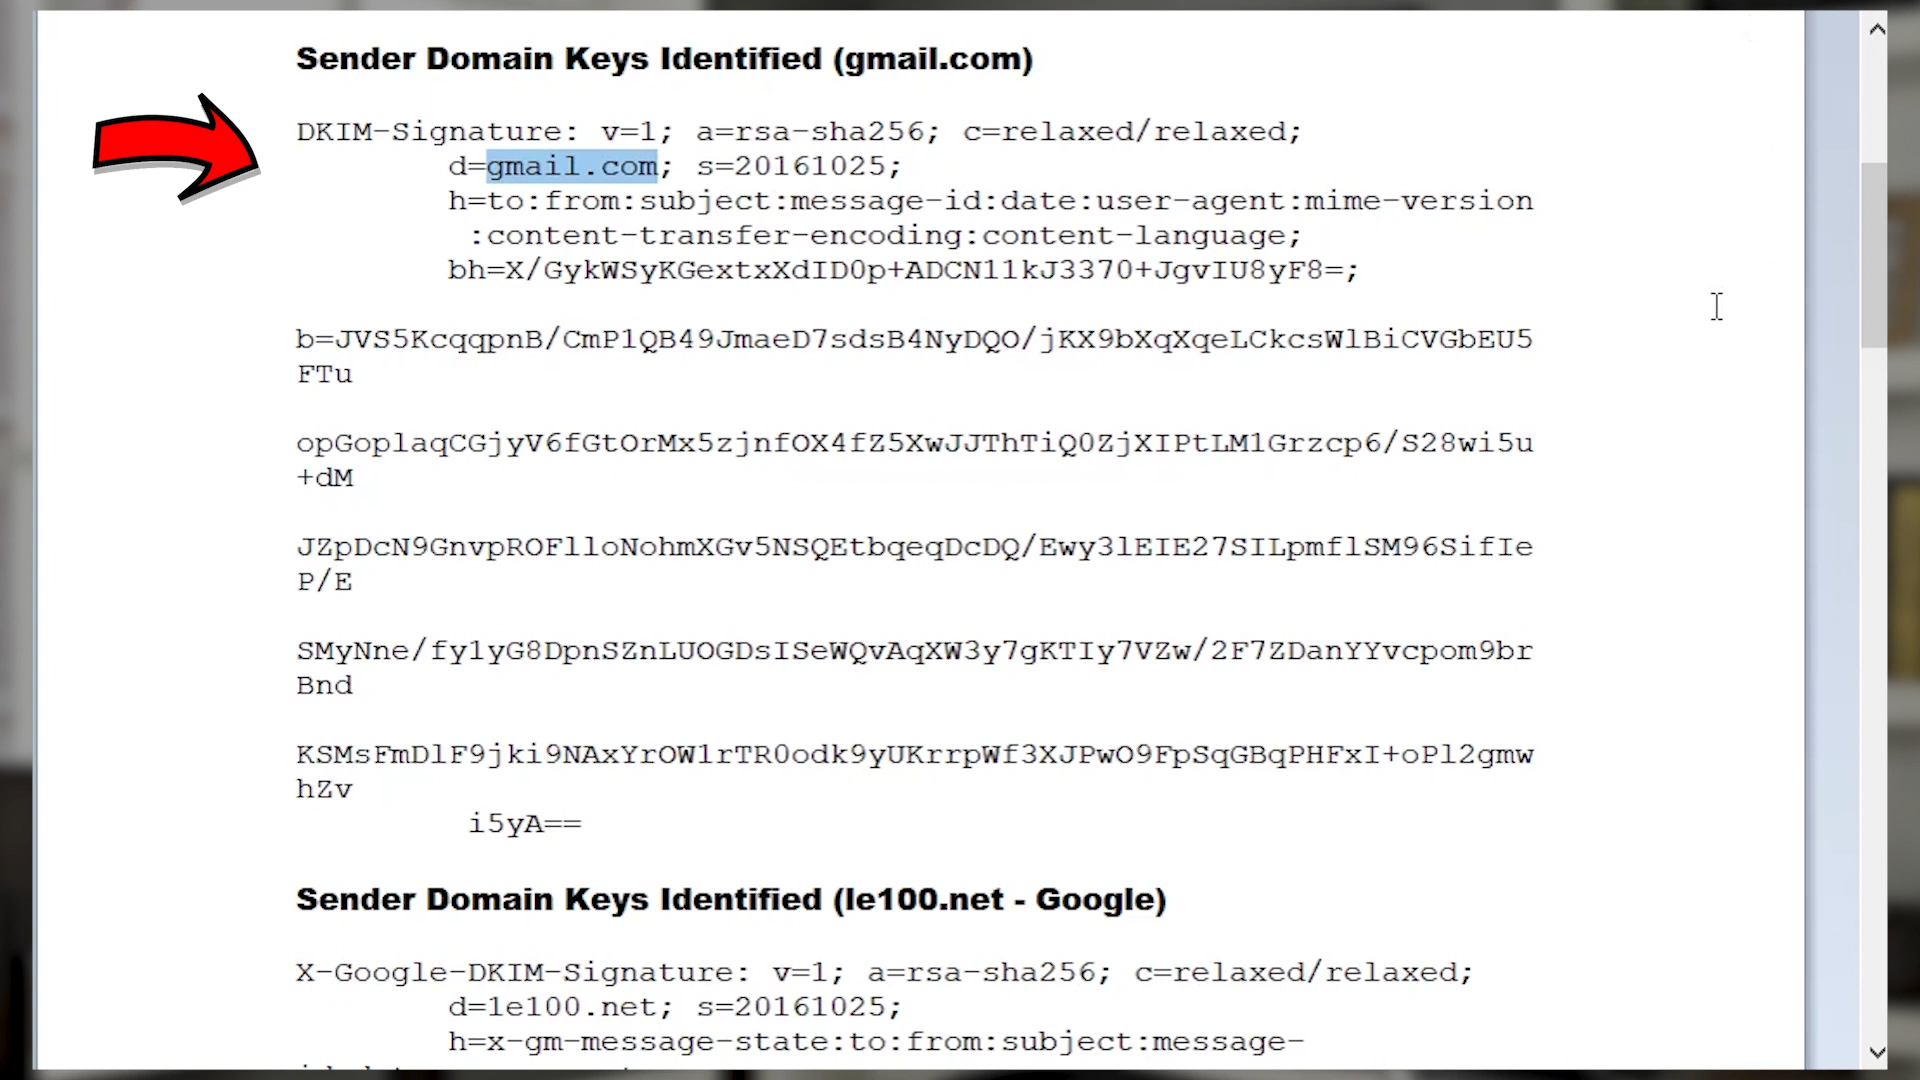 Sender Domain Keys Identified (gmail.com)
DKIM-Signature: v=1; a=rsa-sha256; c=relaxed/relaxed;
d=gmail.com; s=20161025;
h=to:from:subject:message-id:date:user-agent:mime-version
:content-transfer-encoding:content-language;
bh=X/GykWSyKGextxXdID0p+ADCN11kJ3370+JgvIU8yF8=;
b=JVS5KcqqpnB/CmP1QB49JmaeD7sdsB4NyDQO/jKX9bXqXqeLCkcsWlBiCVGbEU5
FTu
opGoplaqCGjyV6fGtOrMx5zjnfOX4fZ5XwJJThTiQ0ZjXIPtLM1Grzcp6/S28wi5u
+dM
JZpDcN9GnvpROFlloNohmXGv5NSQEtbqeqDcDQ/Ewy3lEIE27SILpmflSM96SifIe
P/E
SMyNne/fy1yG8DpnSZnLUOGDsISeWQvAqXW3y7gKTIy7VZw/2F7ZDanYYvcpom9br
Bnd
KSMsFmDlF9jki9NAxYrOW1rTR0odk9yUKrrpWf3XJPwO9FpSqGBqPHFxI+oPl2gmw
hZv
i5yA==
Sender Domain Keys Identified (le100.net - Google)
X-Google-DKIM-Signature: v=1; a=rsa-sha256; c=relaxed/relaxed;
d=1e100.net; s=20161025;
h=x-gm-message-state:to:from:subject:message-